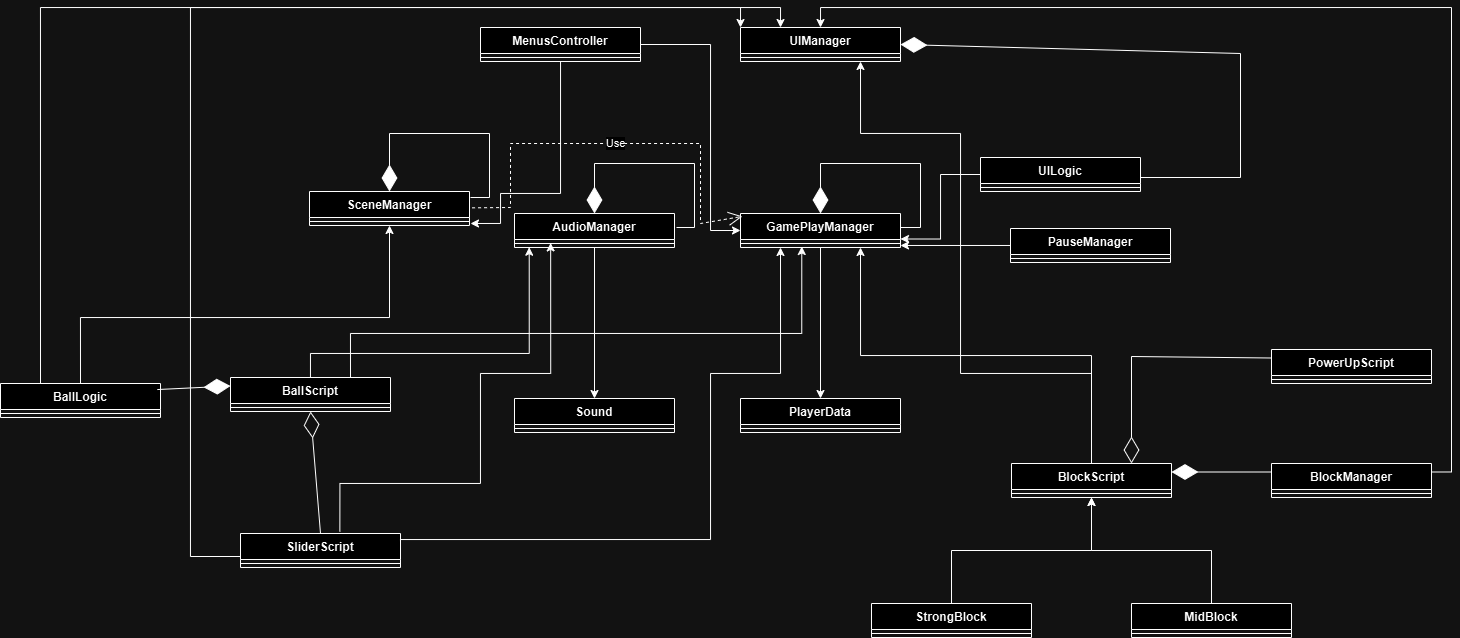 MenusController
UIManager
Use
UILogic
SceneManager
AudioManager
GamePlayManager
PauseManager
PowerUpScript
BallLogic
BallScript
Sound
PlayerData
BlockScript
BlockManager
SliderScript
StrongBlock
MidBlock